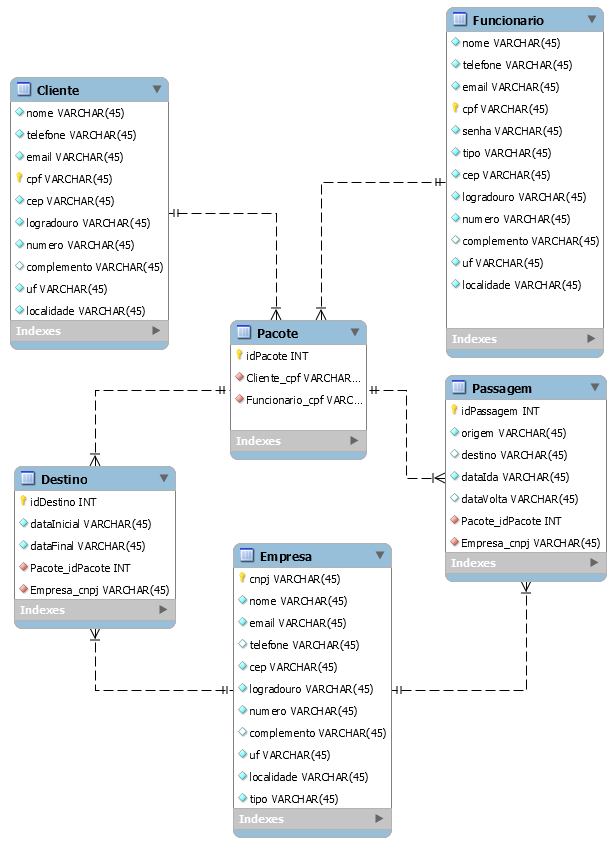 Cliente
nome VARCHAR(45)
telefone VARCHAR(45)
email VARCHAR(45)
cpf VARCHAR(45)
cep VARCHAR(45)
logradouro VARCHAR(45)
numero VARCHAR(45)
complemento VARCHAR(45)
uf VARCHAR(45)
localidade VARCHAR(45)
Indexes
Funcionario
nome VARCHAR(45)
telefone VARCHAR(45)
email VARCHAR(45)
cpf VARCHAR(45)
senha VARCHAR(45)
tipo VARCHAR(45)
cep VARCHAR(45)
logradouro VARCHAR(45)
numero VARCHAR(45)
complemento VARCHAR(45)
uf VARCHAR(45)
localidade VARCHAR(45)
Indexes
Pacote
idPacote INT
Cliente_cpf VARCHAR...
Funcionario_cpf VARC...
Indexes
Passagem
idPassagem INT
origem VARCHAR(45)
destino VARCHAR(45)
dataIda VARCHAR(45)
dataVolta VARCHAR(45)
Pacote_idPacote INT
Empresa_cnpj VARCHAR(45)
Indexes
Destino
idDestino INT
dataInicial VARCHAR(45)
dataFinal VARCHAR(45)
Pacote_idPacote INT
Empresa_cnpj VARCHAR(45)
Indexes
Empresa
cnpj VARCHAR(45)
nome VARCHAR(45)
email VARCHAR(45)
telefone VARCHAR(45)
cep VARCHAR(45)
logradouro VARCHAR(45)
numero VARCHAR(45)
complemento VARCHAR(45)
uf VARCHAR(45)
localidade VARCHAR(45)
tipo VARCHAR(45)
Indexes